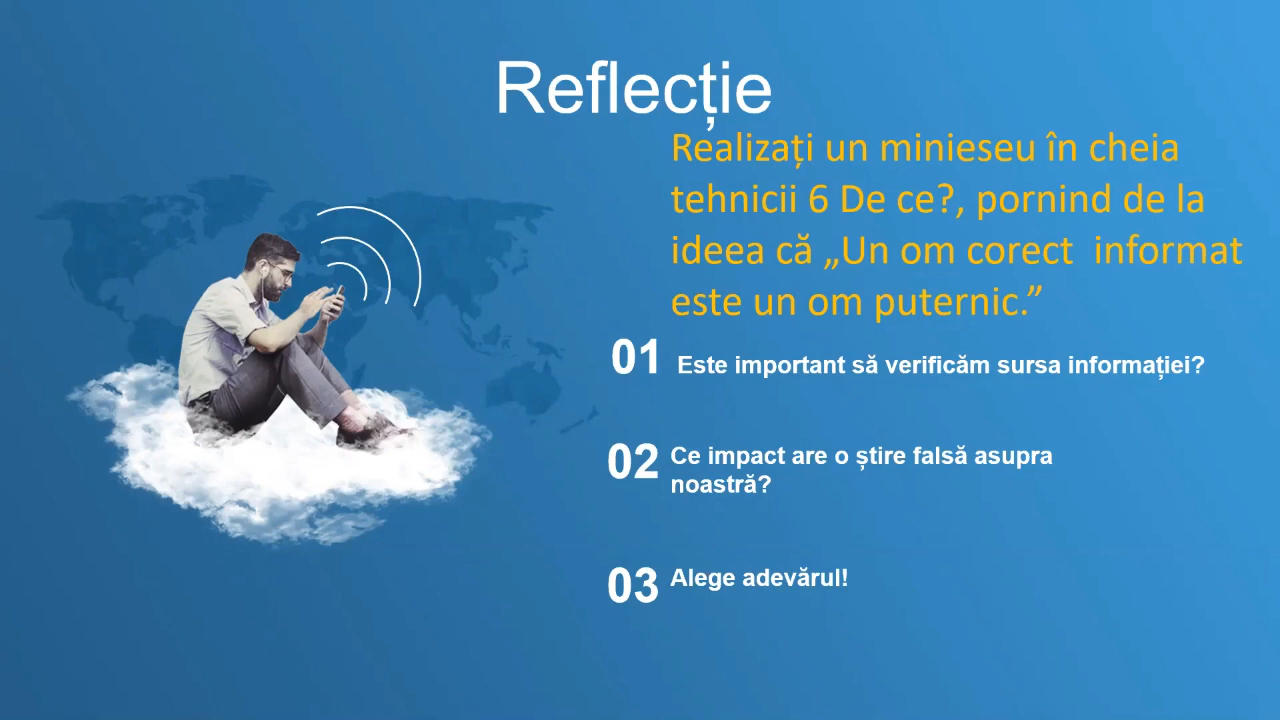 Reflecție
Realizați un minieseu în cheia
tehnicii 6 De ce?, pornind de la
ideea că „Un om corect  informat
este un om puternic.”
01 Este important să verificăm sursa informației?
02 Ce impact are o știre falsă asupra
noastră?
03 Alege adevărul!